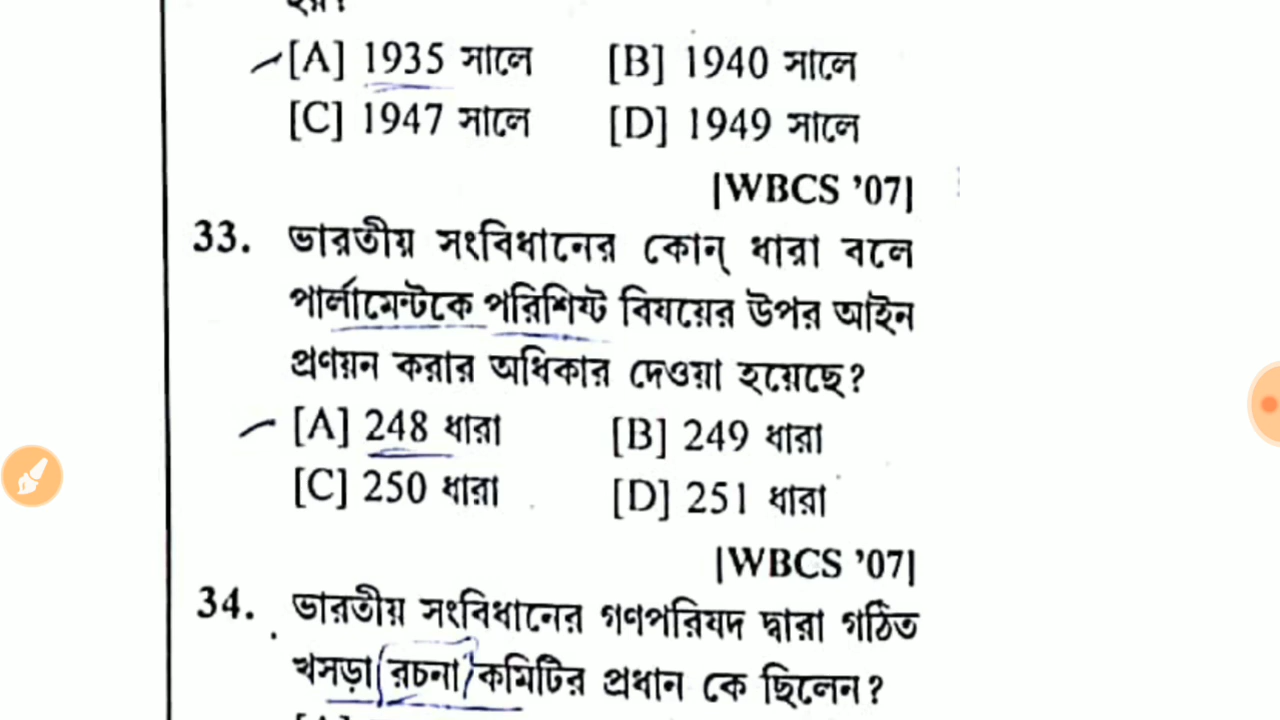 হয়?
[A] 1935 সালে [B] 1940 সালে
[C] 1947 সালে [D] 1949 সালে
[WBCS ’07]
33. ভারতীয় সংবিধানের কোন্ ধারা বলে
পার্লামেন্টকে পরিশিষ্ট বিষয়ের উপর আইন
প্রণয়ন করার অধিকার দেওয়া হয়েছে?
[A] 248 ধারা [B] 249 ধারা
[C] 250 ধারা [D] 251 ধারা
[WBCS ’07]
34. ভারতীয় সংবিধানের গণপরিষদ দ্বারা গঠিত
খসড়া রচনা কমিটির প্রধান কে ছিলেন?